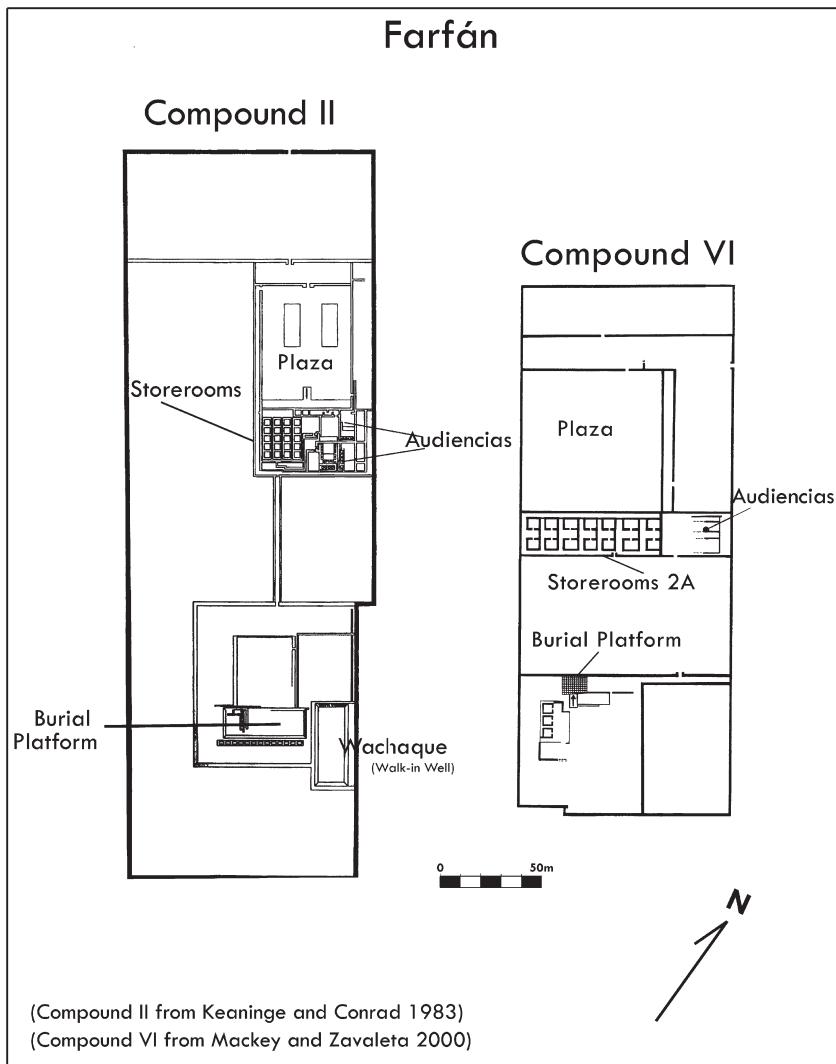 Farfán
Compound II
Compound VI
Plaza
Storerooms
Audiencias
Plaza
Audiencias
Storerooms 2A
Burial Platform
Burial
Platform
Wachaque
(Walk-in Well)
0 50m
N
(Compound II from Keaninge and Conrad 1983)
(Compound VI from Mackey and Zavaleta 2000)